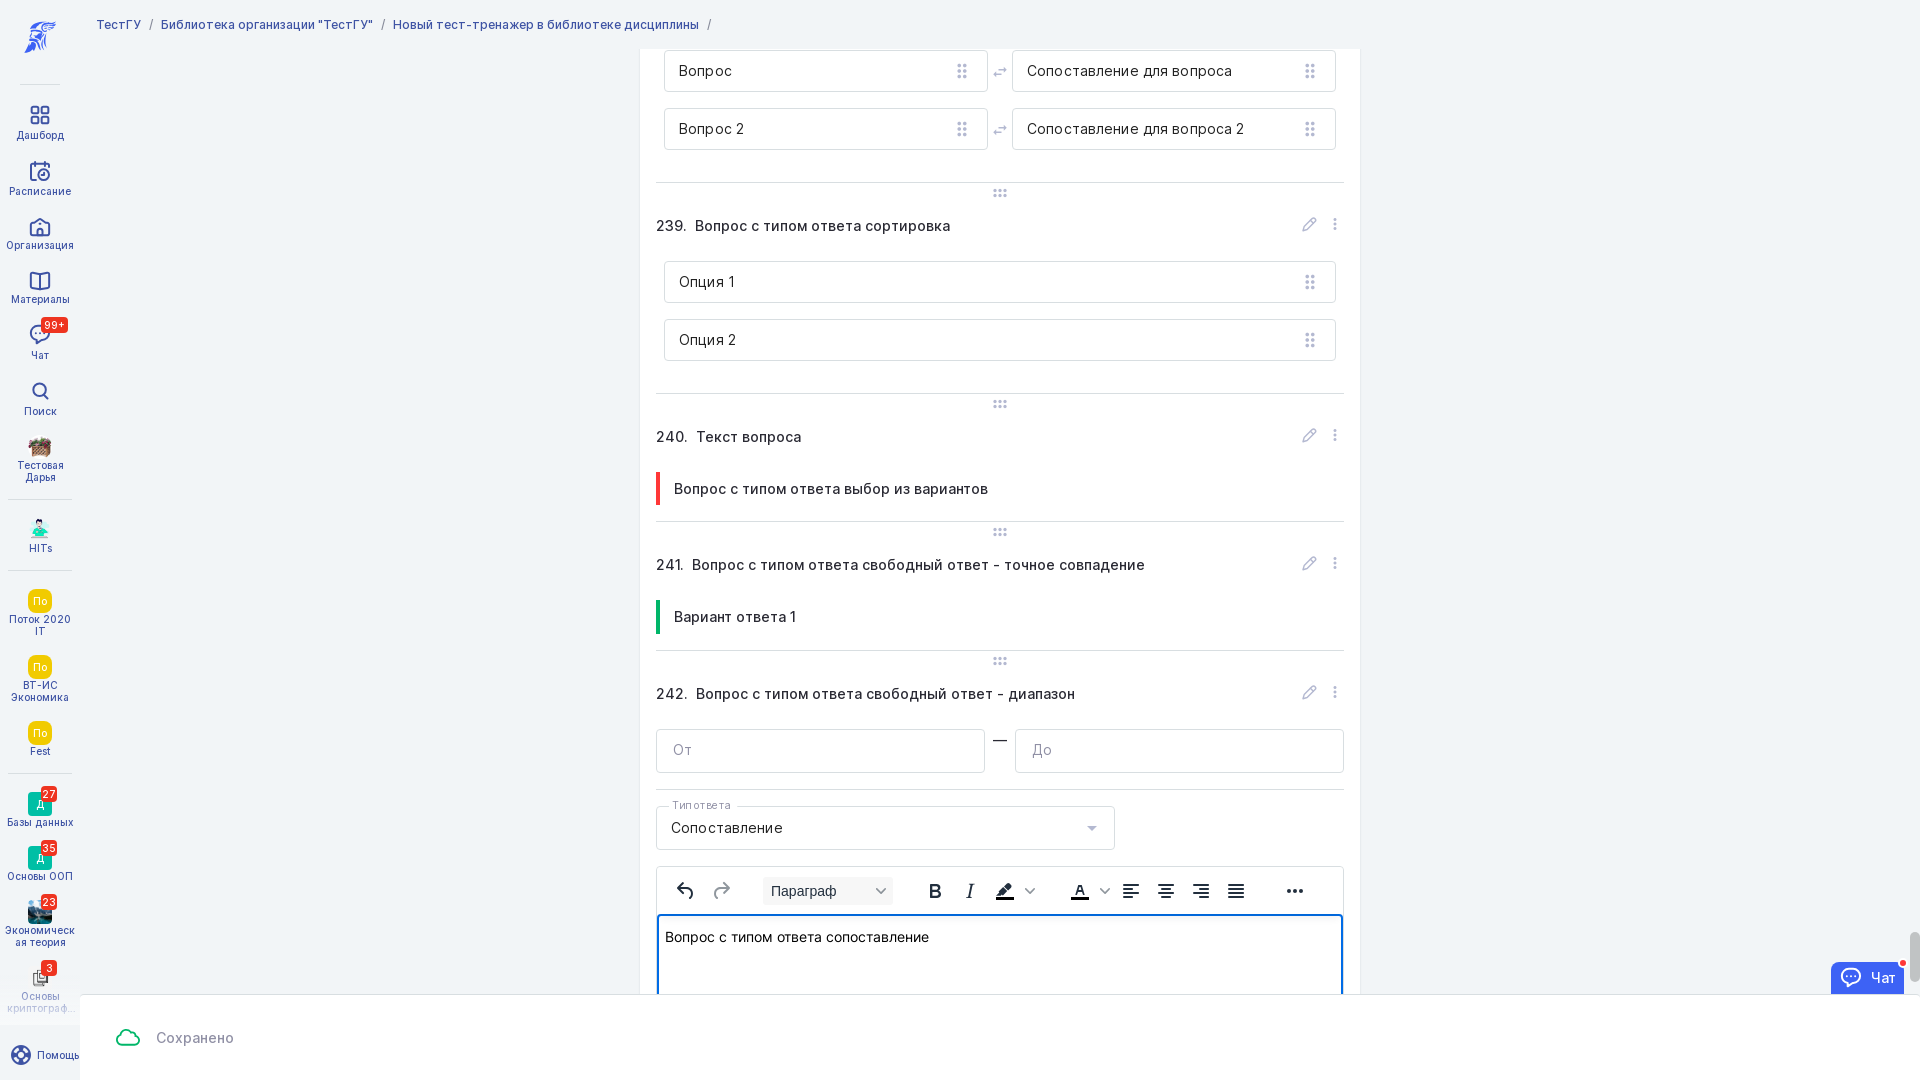 ТестГУ / Библиотека организации "ТестГУ" / Новый тест-тренажер в библиотеке дисциплины /
Дашборд
Расписание
Организация
Материалы
99+
Чат
Поиск
Тестовая
Дарья
HITs
По
Поток 2020
IT
По
ВТ-ИС
Экономика
По
Fest
27
Д
Базы данных
35
Д
Основы ООП
23
Экономическ
ая теория
3
Основы
криптограф...
Помощь
Вопрос
Сопоставление для вопроса
Вопрос 2
Сопоставление для вопроса 2
239. Вопрос с типом ответа сортировка
Опция 1
Опция 2
240. Текст вопроса
Вопрос с типом ответа выбор из вариантов
241. Вопрос с типом ответа свободный ответ - точное совпадение
Вариант ответа 1
242. Вопрос с типом ответа свободный ответ - диапазон
От — До
Тип ответа
Сопоставление
Параграф
Вопрос с типом ответа сопоставление
Чат
Сохранено